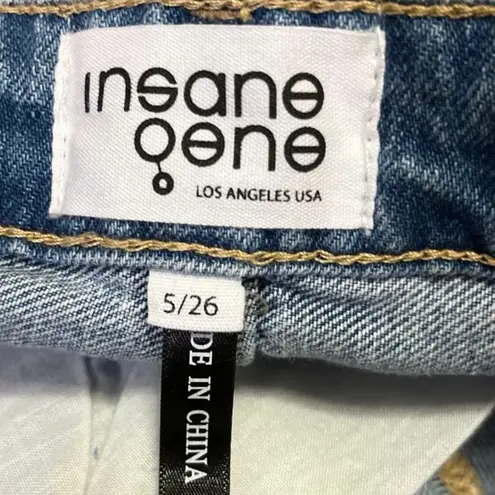 insane
gene
LOS ANGELES USA
5/26
DE IN CHINA